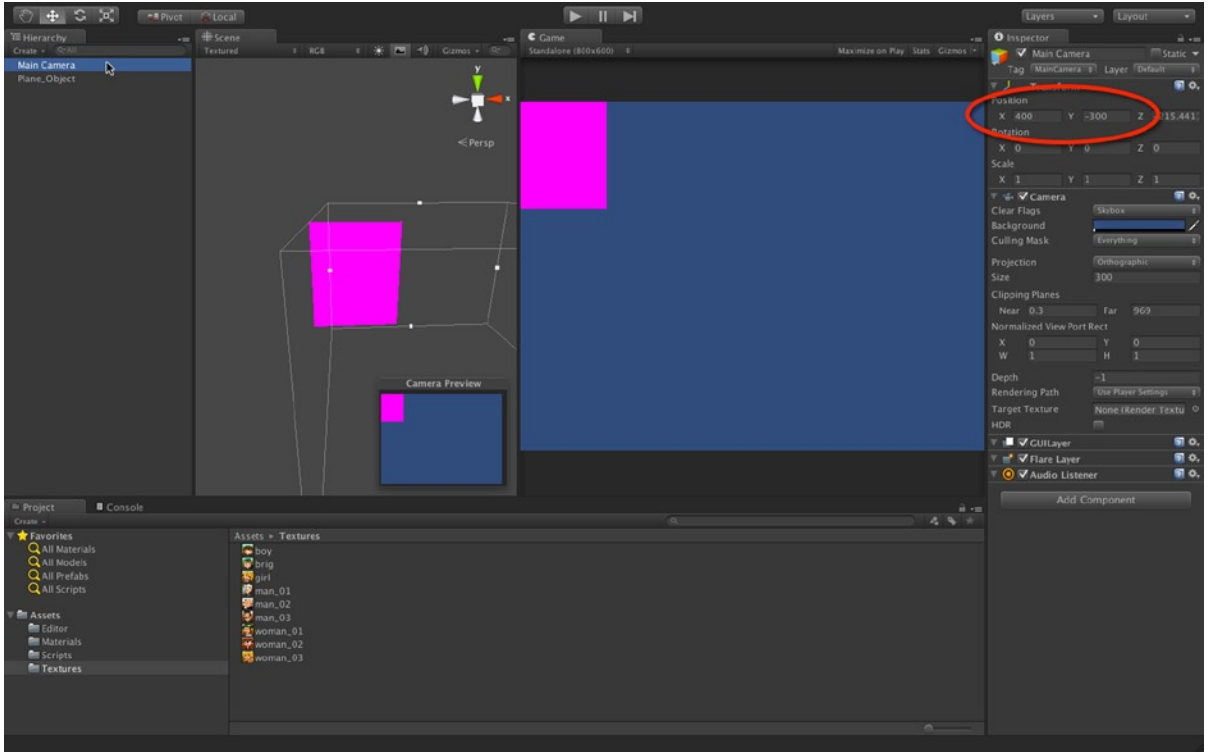 Pivot Local
Layers Layout
Hierarchy
Create All
Main Camera
Plane_Object
Scene
Textured RGB Gizmos
y
x
Persp
Camera Preview
Game
Standalone (800x600) Maximize on Play Stats Gizmos
Inspector
Main Camera Static
Tag MainCamera Layer Default
Position
X 400 Y -300 Z
Rotation
X 0 Y 0 Z 0
Scale
X 1 Y 1 Z 1
Camera
Clear Flags Skybox
Background
Culling Mask Everything
Projection Orthographic
Size 300
Clipping Planes
Near 0.3 Far 969
Normalized View Port Rect
X 0 Y 0
W 1 H 1
Depth -1
Rendering Path Use Player Settings
Target Texture None (Render Textu
HDR
GUILayer
Flare Layer
Audio Listener
Add Component
Project Console
Create
Favorites
All Materials
All Models
All Prefabs
All Scripts
Assets
Editor
Materials
Scripts
Textures
Assets ▸ Textures
boy
brig
girl
man_01
man_02
man_03
woman_01
woman_02
woman_03